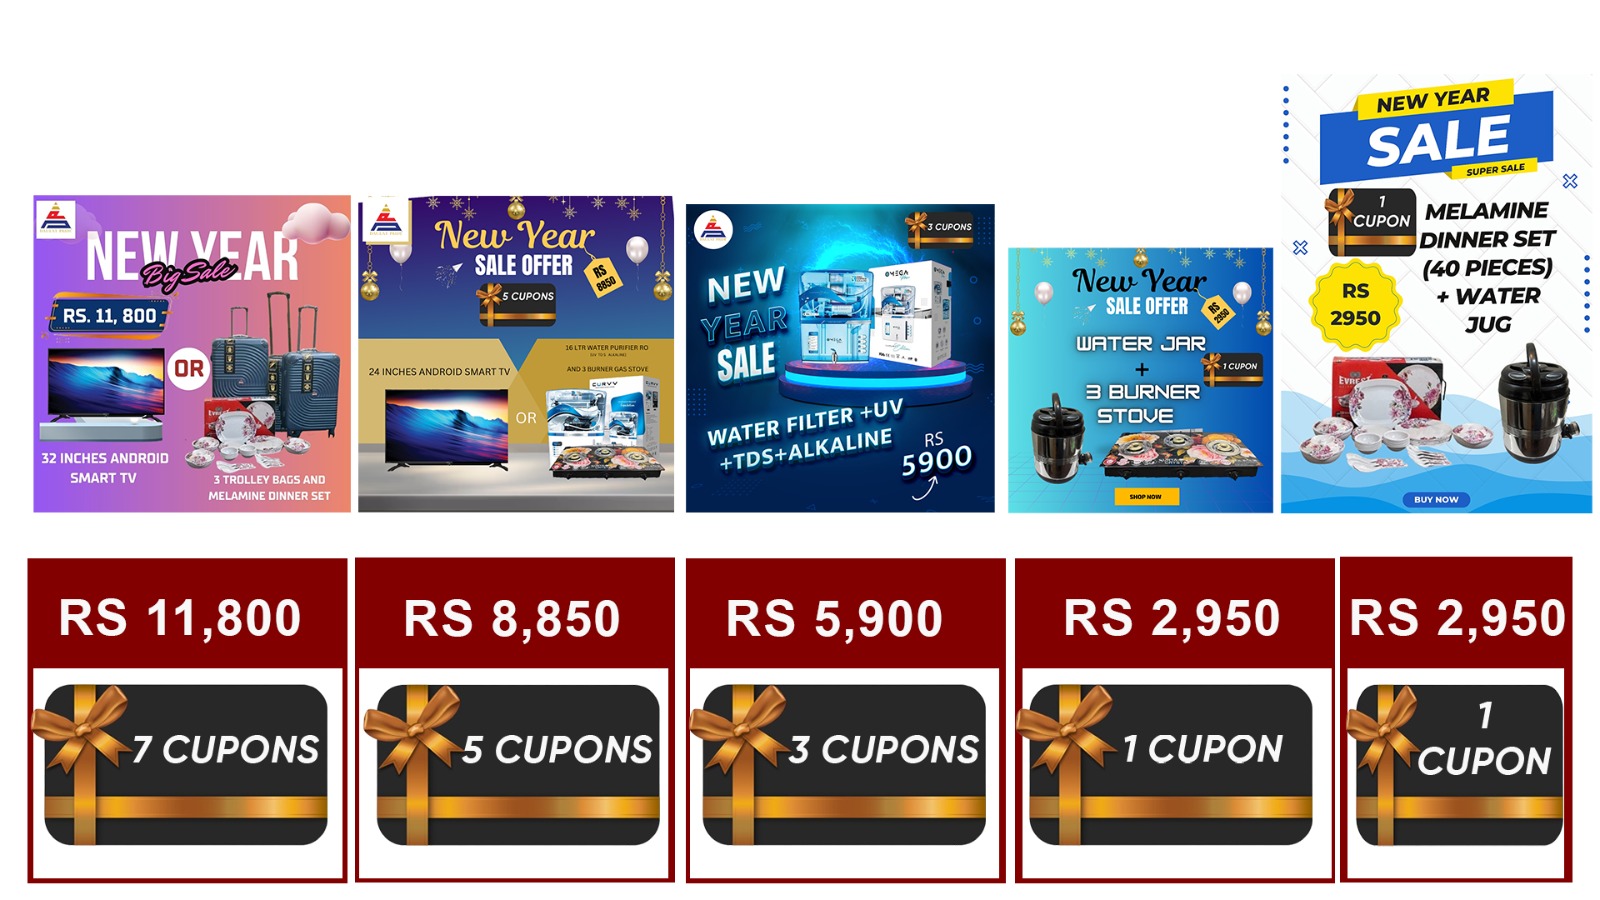 NEW YEAR
Big Sale
RS. 11, 800
OR
32 INCHES ANDROID
SMART TV
3 TROLLEY BAGS AND
MELAMINE DINNER SET
New Year
SALE OFFER
RS
8850
5 CUPONS
24 INCHES ANDROID SMART TV
OR
16 LTR WATER PURIFIER RO
AND 3 BURNER GAS STOVE
CURVV
3 CUPONS
NEW
YEAR
SALE
OMEGA
WATER FILTER +UV
+TDS+ALKALINE
RS
5900
New Year
SALE OFFER
RS
2950
WATER JAR
+
3 BURNER
STOVE
1 CUPON
SHOP NOW
NEW YEAR
SALE
SUPER SALE
1
CUPON
MELAMINE
DINNER SET
(40 PIECES)
+ WATER
JUG
RS
2950
BUY NOW
RS 11,800
RS 8,850
RS 5,900
RS 2,950
RS 2,950
7 CUPONS
5 CUPONS
3 CUPONS
1 CUPON
1
CUPON